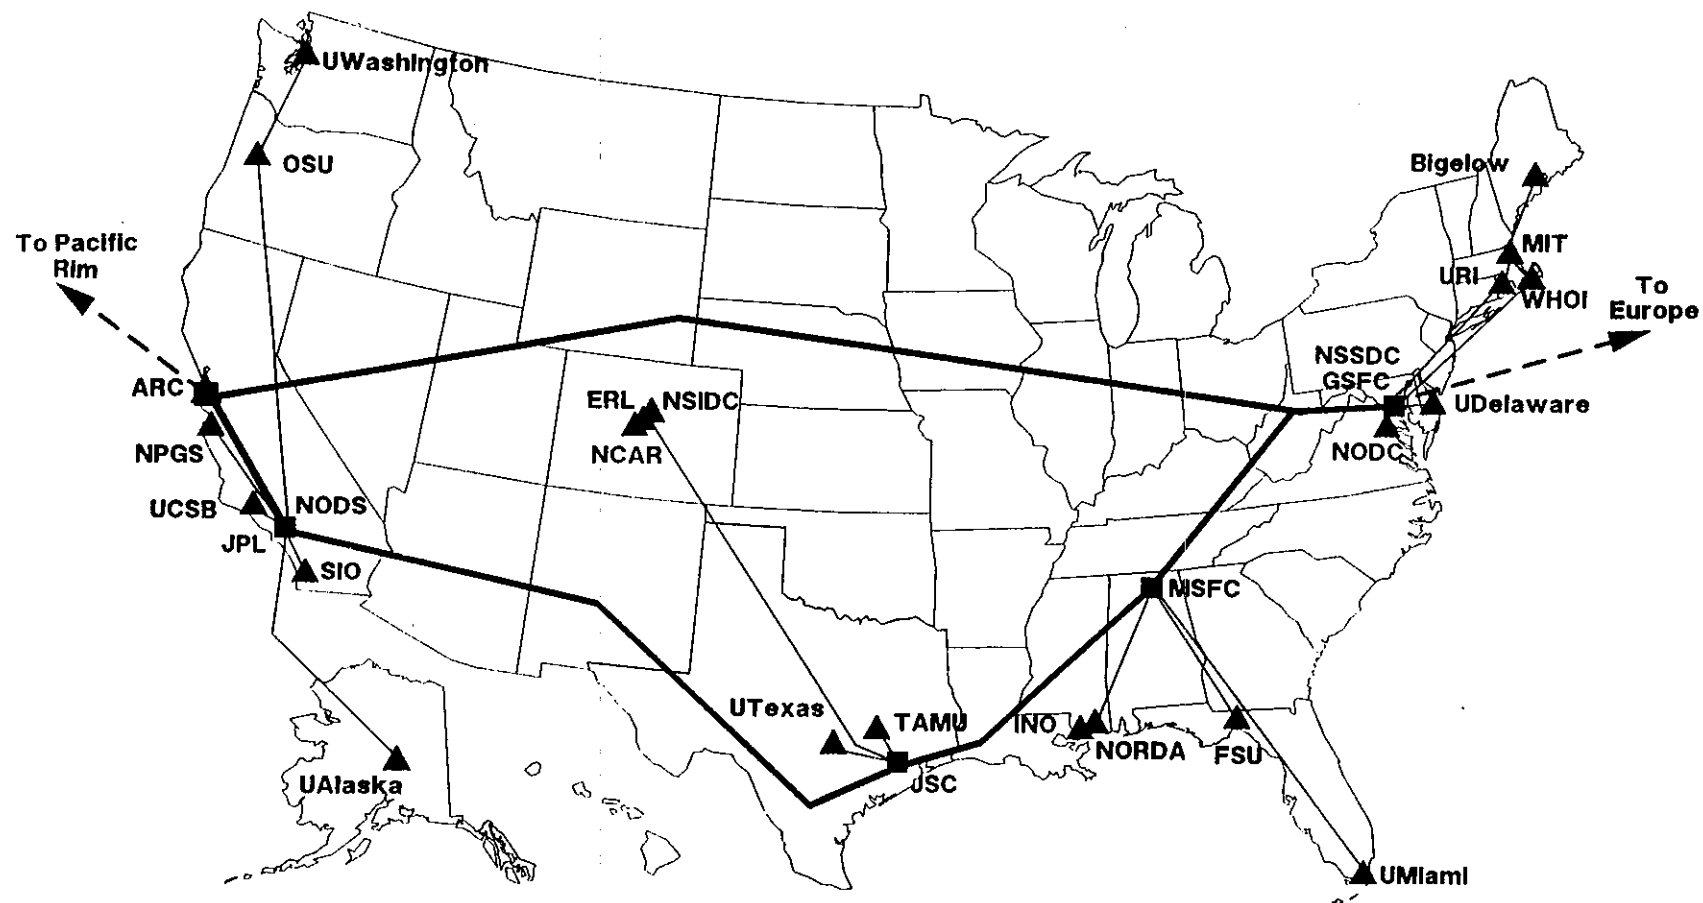 UWashington
OSU
Bigelow
MIT
URI
WHOI
To Pacific
Rim
To
Europe
NSSDC
GSFC
ARC
ERL
NSIDC
UDelaware
NPGS
NCAR
NODC
UCSB
NODS
JPL
SIO
MSFC
UTexas
TAMU
INO
NORDA
FSU
UAlaska
JSC
UMiami